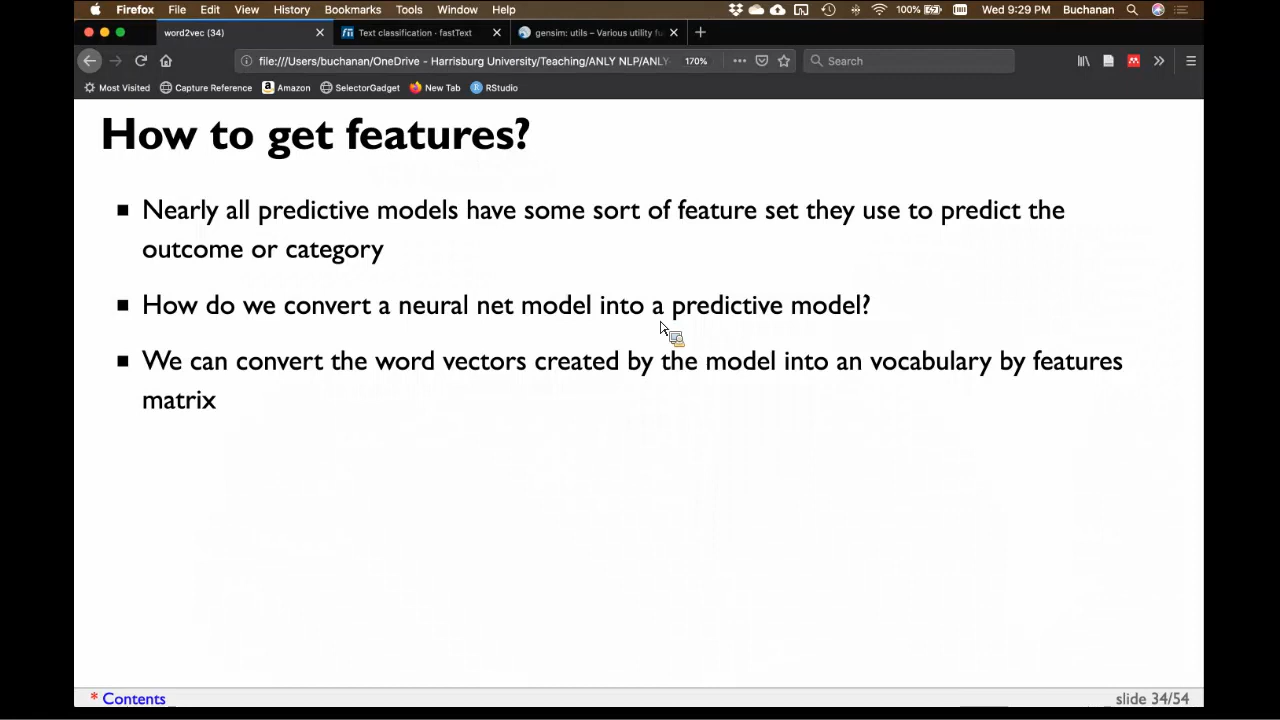 Firefox File Edit View History Bookmarks Tools Window Help 100% Wed 9:29 PM Buchanan
word2vec (34) Text classification · fastText gensim: utils – Various utility fu
file:///Users/buchanan/OneDrive - Harrisburg University/Teaching/ANLY NLP/ANLY- 170% Search
Most Visited Capture Reference Amazon SelectorGadget New Tab RStudio
How to get features?
Nearly all predictive models have some sort of feature set they use to predict the
outcome or category
How do we convert a neural net model into a predictive model?
We can convert the word vectors created by the model into an vocabulary by features
matrix
* Contents slide 34/54